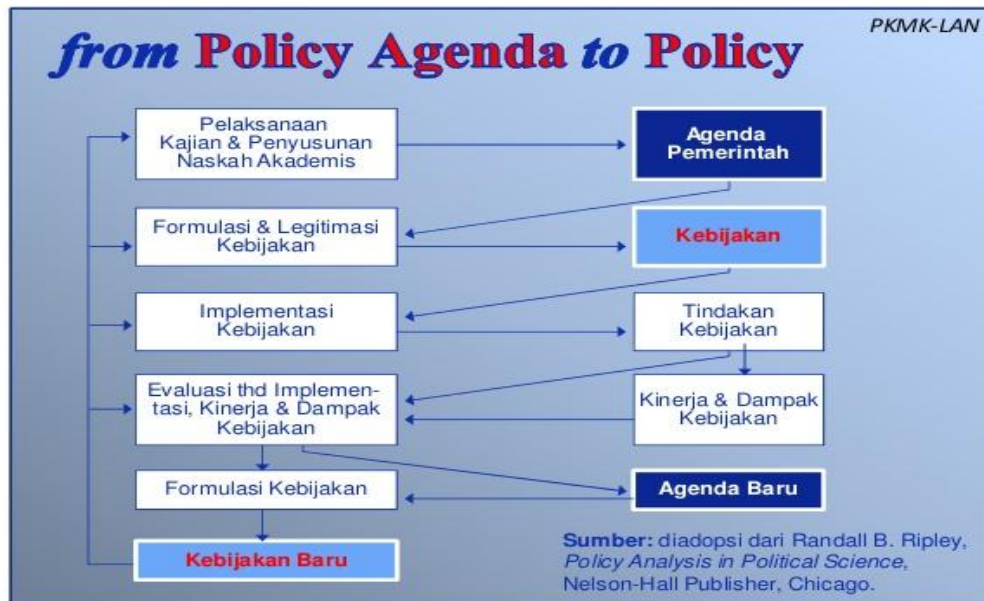 PKMK-LAN
from Policy Agenda to Policy
Pelaksanaan
Kajian & Penyusunan
Naskah Akademis
Agenda
Pemerintah
Formulasi & Legitimasi
Kebijakan
Kebijakan
Implementasi
Kebijakan
Tindakan
Kebijakan
Evaluasi thd Implemen-
tasi, Kinerja & Dampak
Kebijakan
Kinerja & Dampak
Kebijakan
Formulasi Kebijakan
Agenda Baru
Kebijakan Baru
Sumber: diadopsi dari Randall B. Ripley,
Policy Analysis in Political Science,
Nelson-Hall Publisher, Chicago.